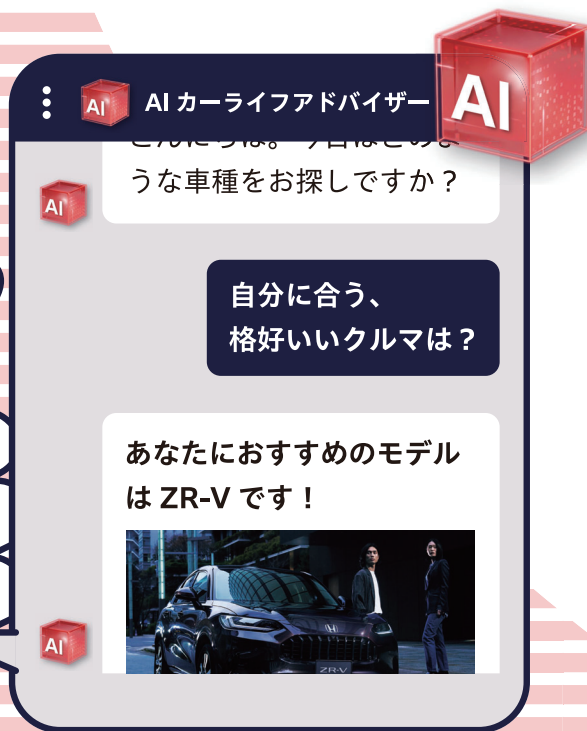 AI カーライフアドバイザー
AI
AI
うな車種をお探しですか？
AI
自分に合う、
格好いいクルマは？
あなたにおすすめのモデル
は ZR-V です！
ZR-V
AI